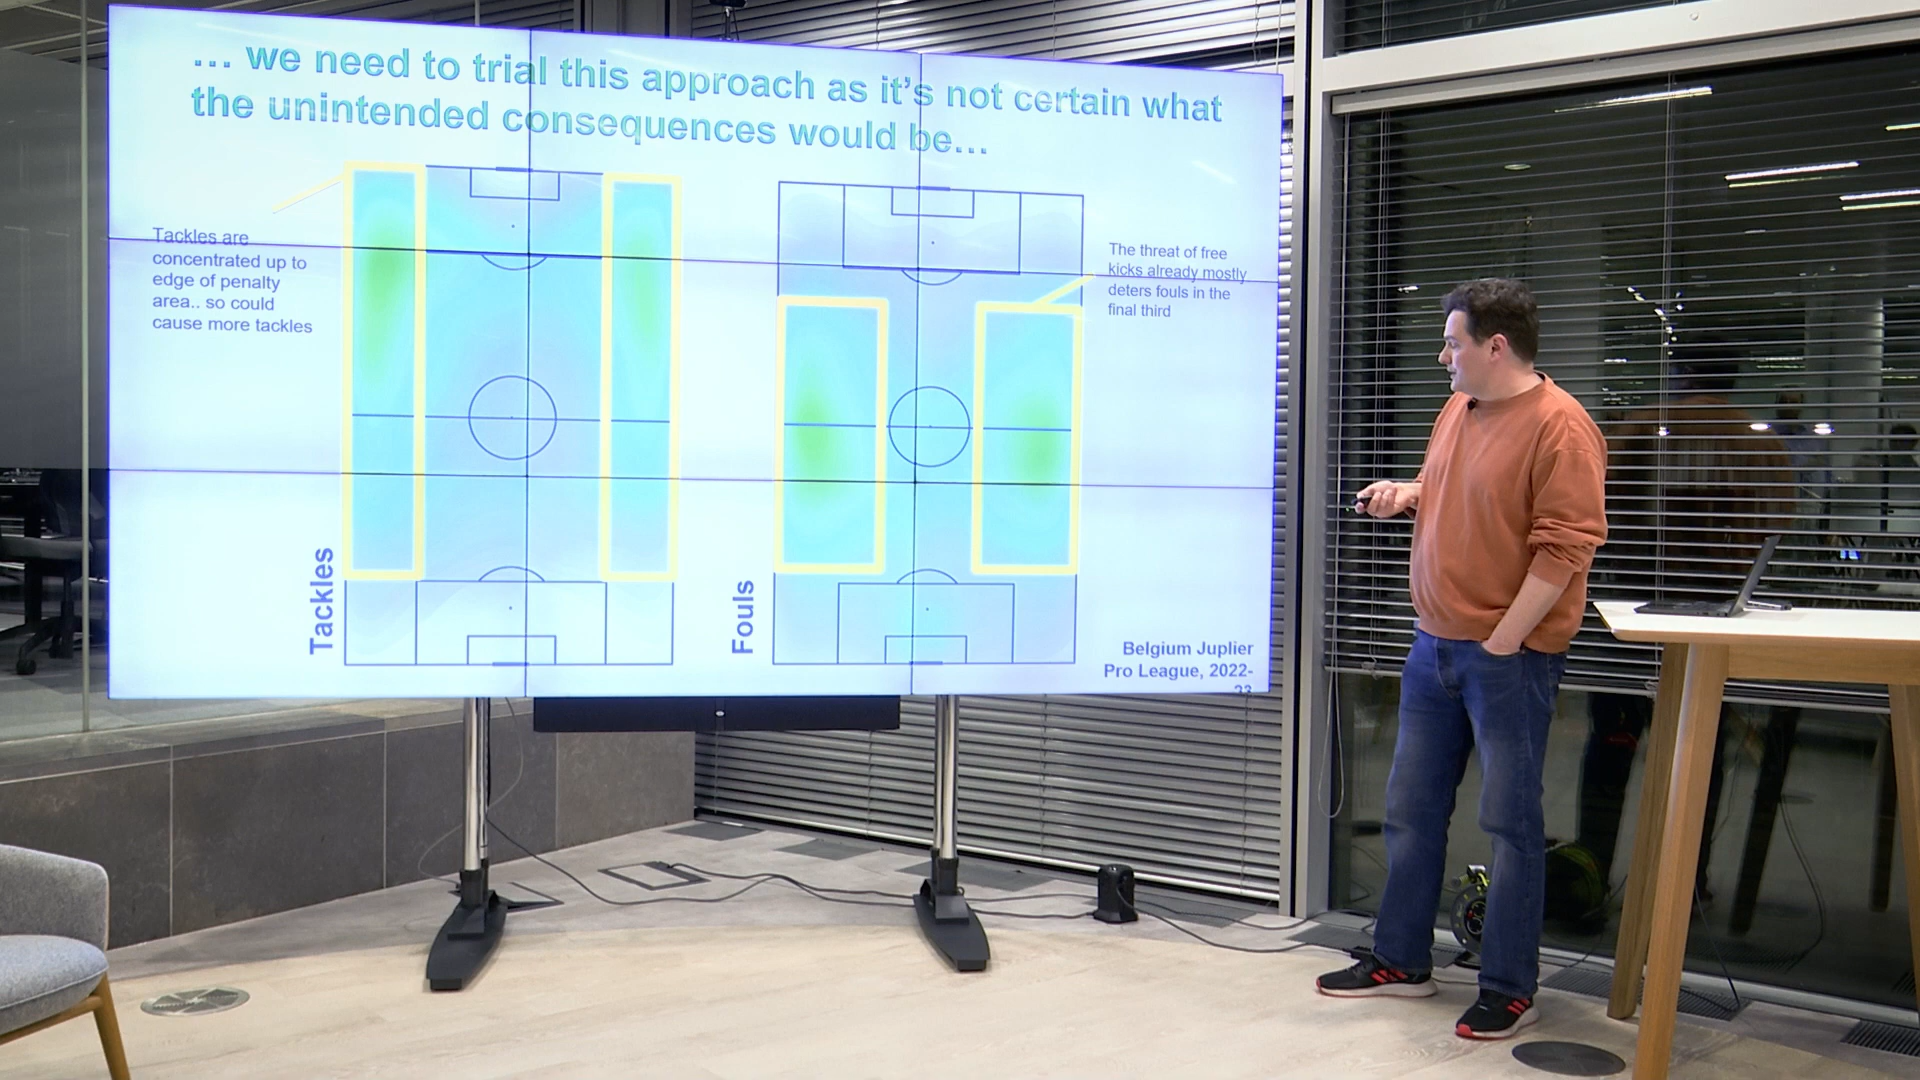 ... we need to trial this approach as it's not certain what
the unintended consequences would be...
Tackles are
concentrated up to
edge of penalty
area.. so could
cause more tackles
Tackles
The threat of free
kicks already mostly
deters fouls in the
final third
Fouls
Belgium Juplier
Pro League, 2022-
23